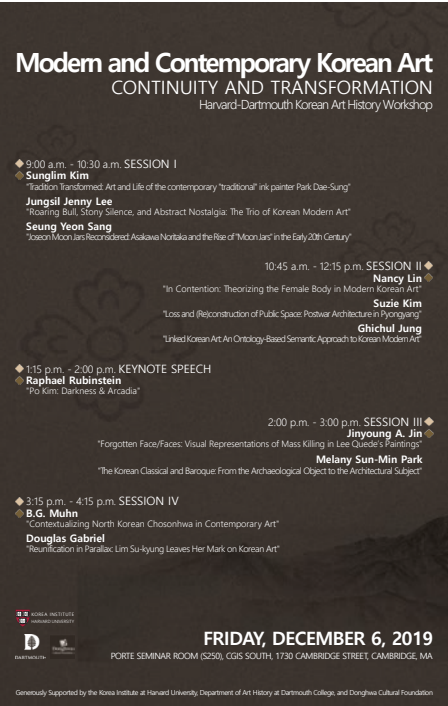 Modern and Contemporary Korean Art
CONTINUITY AND TRANSFORMATION
Harvard-Dartmouth Korean Art History Workshop
9:00 a.m. - 10:30 a.m. SESSION I
Sunglim Kim
"Tradition Transformed: Art and Life of the contemporary "traditional" ink painter Park Dae-Sung"
Jungsil Jenny Lee
"Roaring Bull, Stony Silence, and Abstract Nostalgia: The Trio of Korean Modern Art"
Seung Yeon Sang
"Joseon Moon Jars Reconsidered: Asakawa Noritaka and the Rise of "Moon Jars" in the Early 20th Century"
10:45 a.m. - 12:15 p.m. SESSION II
Nancy Lin
"In Contention: Theorizing the Female Body in Modern Korean Art"
Suzie Kim
"Loss and (Re)construction of Public Space: Postwar Architecture in Pyongyang"
Ghichul Jung
"Linked Korean Art: An Ontology-Based Semantic Approach to Korean Modern Art"
1:15 p.m. - 2:00 p.m. KEYNOTE SPEECH
Raphael Rubinstein
"Po Kim: Darkness & Arcadia"
2:00 p.m. - 3:00 p.m. SESSION III
Jinyoung A. Jin
"Forgotten Face/Faces: Visual Representations of Mass Killing in Lee Quede's Paintings"
Melany Sun-Min Park
"The Korean Classical and Baroque: From the Archaeological Object to the Architectural Subject"
3:15 p.m. - 4:15 p.m. SESSION IV
B.G. Muhn
"Contextualizing North Korean Chosonhwa in Contemporary Art"
Douglas Gabriel
"Reunification in Parallax: Lim Su-kyung Leaves Her Mark on Korean Art"
KOREA INSTITUTE
HARVARD UNIVERSITY
DARTMOUTH
FRIDAY, DECEMBER 6, 2019
PORTE SEMINAR ROOM (S250), CGIS SOUTH, 1730 CAMBRIDGE STREET, CAMBRIDGE, MA
Generously Supported by the Korea Institute at Harvard University, Department of Art History at Dartmouth College, and Donghwa Cultural Foundation